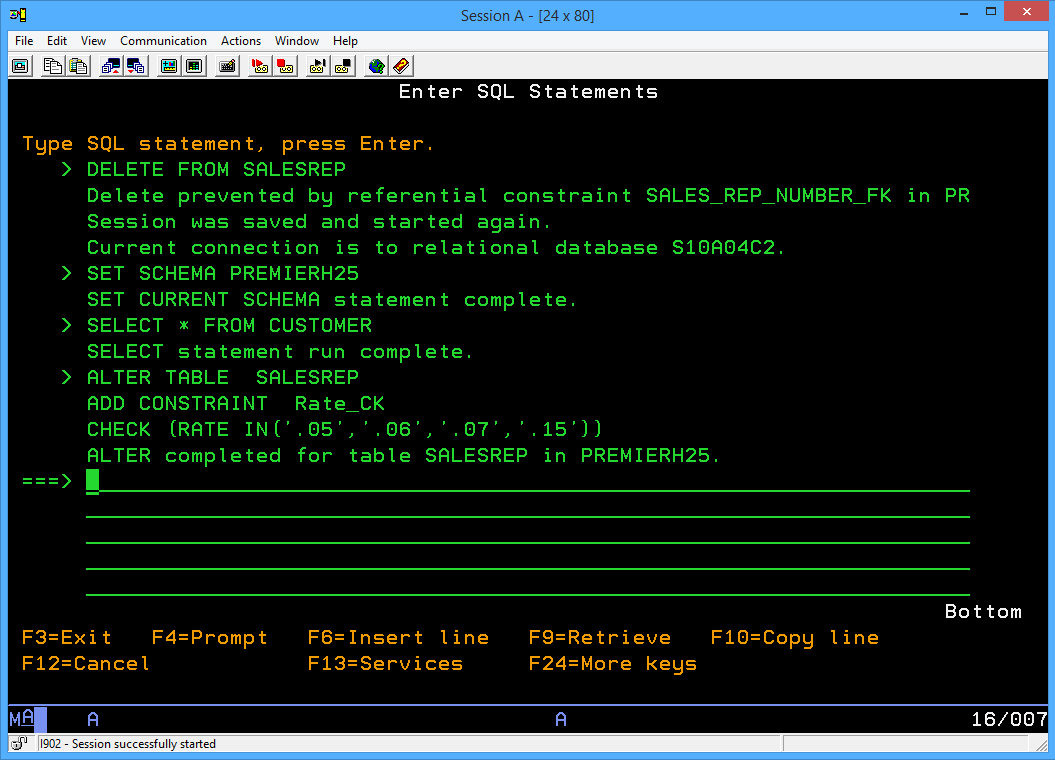 Session A - [24 x 80]
File Edit View Communication Actions Window Help
Enter SQL Statements
Type SQL statement, press Enter.
> DELETE FROM SALESREP
Delete prevented by referential constraint SALES_REP_NUMBER_FK in PR
Session was saved and started again.
Current connection is to relational database S10A04C2.
> SET SCHEMA PREMIERH25
SET CURRENT SCHEMA statement complete.
> SELECT * FROM CUSTOMER
SELECT statement run complete.
> ALTER TABLE  SALESREP
ADD CONSTRAINT  Rate_CK
CHECK (RATE IN('.05','.06','.07','.15'))
ALTER completed for table SALESREP in PREMIERH25.
===>
Bottom
F3=Exit F4=Prompt F6=Insert line F9=Retrieve F10=Copy line
F12=Cancel F13=Services F24=More keys
MA A A 16/007
I902 - Session successfully started